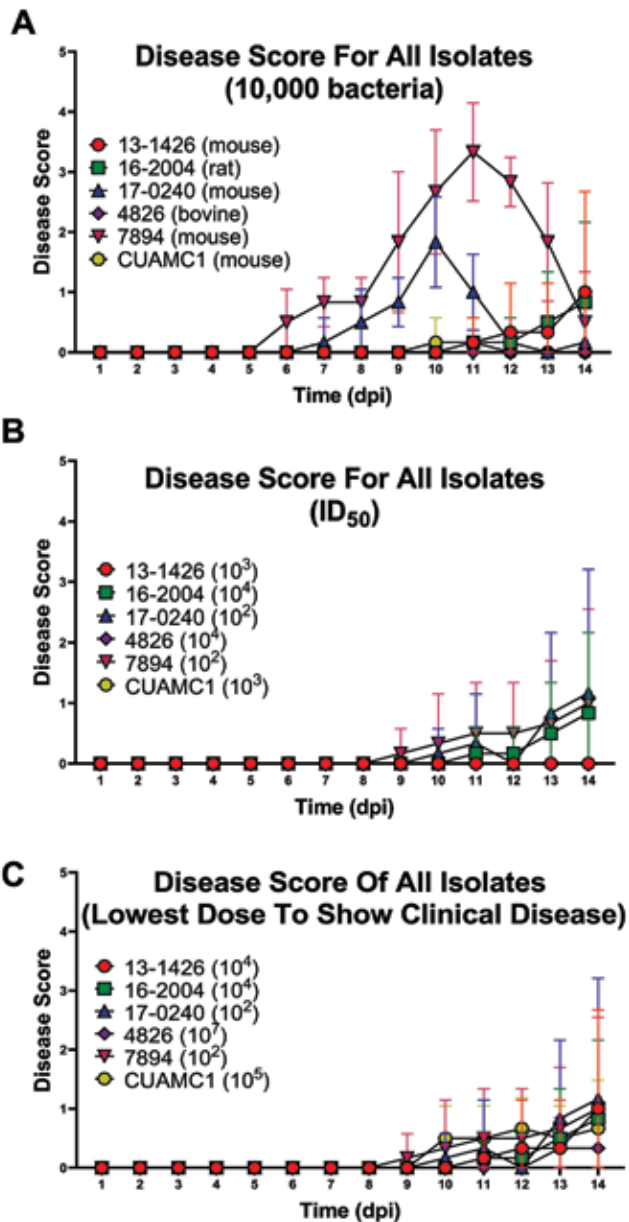 A
Disease Score For All Isolates
(10,000 bacteria)
5
4
3
2
1
0
Disease Score
13-1426 (mouse)
16-2004 (rat)
17-0240 (mouse)
4826 (bovine)
7894 (mouse)
CUAMC1 (mouse)
1 2 3 4 5 6 7 8 9 10 11 12 13 14
Time (dpi)
B
Disease Score For All Isolates
(ID₅₀)
5
4
3
2
1
0
Disease Score
13-1426 (10³)
16-2004 (10⁴)
17-0240 (10²)
4826 (10⁴)
7894 (10²)
CUAMC1 (10³)
1 2 3 4 5 6 7 8 9 10 11 12 13 14
Time (dpi)
C
Disease Score Of All Isolates
(Lowest Dose To Show Clinical Disease)
5
4
3
2
1
0
Disease Score
13-1426 (10⁴)
16-2004 (10⁴)
17-0240 (10²)
4826 (10⁷)
7894 (10²)
CUAMC1 (10⁵)
1 2 3 4 5 6 7 8 9 10 11 12 13 14
Time (dpi)